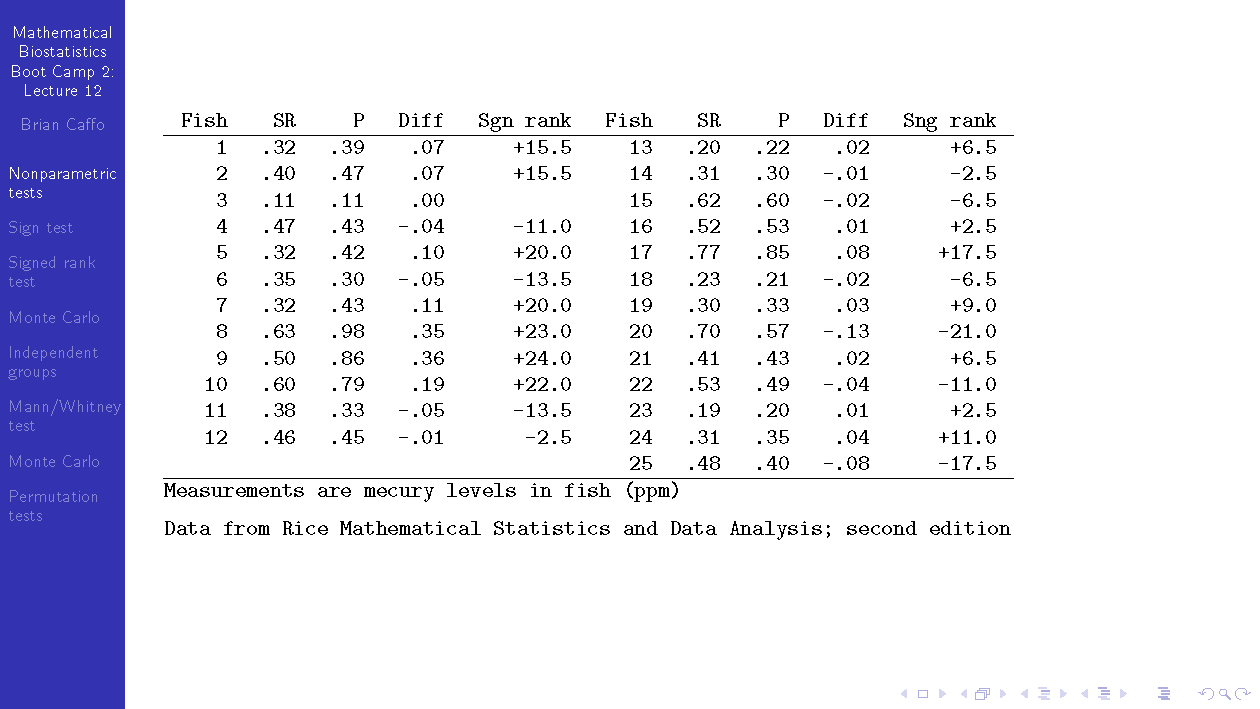 Mathematical
Biostatistics
Boot Camp 2:
Lecture 12
Brian Caffo
Nonparametric
tests
Sign test
Signed rank
test
Monte Carlo
Independent
groups
Mann/Whitney
test
Monte Carlo
Permutation
tests
Fish SR P Diff Sgn rank Fish SR P Diff Sng rank
1 .32 .39 .07 +15.5 13 .20 .22 .02 +6.5
2 .40 .47 .07 +15.5 14 .31 .30 -.01 -2.5
3 .11 .11 .00 15 .62 .60 -.02 -6.5
4 .47 .43 -.04 -11.0 16 .52 .53 .01 +2.5
5 .32 .42 .10 +20.0 17 .77 .85 .08 +17.5
6 .35 .30 -.05 -13.5 18 .23 .21 -.02 -6.5
7 .32 .43 .11 +20.0 19 .30 .33 .03 +9.0
8 .63 .98 .35 +23.0 20 .70 .57 -.13 -21.0
9 .50 .86 .36 +24.0 21 .41 .43 .02 +6.5
10 .60 .79 .19 +22.0 22 .53 .49 -.04 -11.0
11 .38 .33 -.05 -13.5 23 .19 .20 .01 +2.5
12 .46 .45 -.01 -2.5 24 .31 .35 .04 +11.0
25 .48 .40 -.08 -17.5
Measurements are mecury levels in fish (ppm)
Data from Rice Mathematical Statistics and Data Analysis; second edition